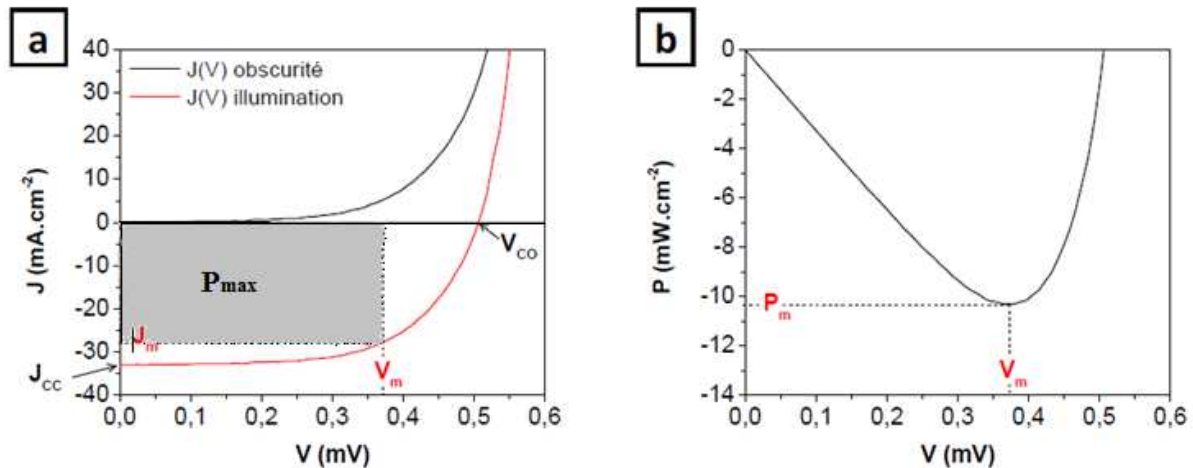 a
J(V) obscurité
J(V) illumination
J (mA.cm⁻²)
40
30
20
10
0
-10
-20
-30
-40
Pmax
Jm
Jcc
Vm
Vco
0,0 0,1 0,2 0,3 0,4 0,5 0,6
V (mV)
b
P (mW.cm⁻²)
0
-2
-4
-6
-8
-10
-12
-14
Pm
Vm
0,0 0,1 0,2 0,3 0,4 0,5 0,6
V (mV)